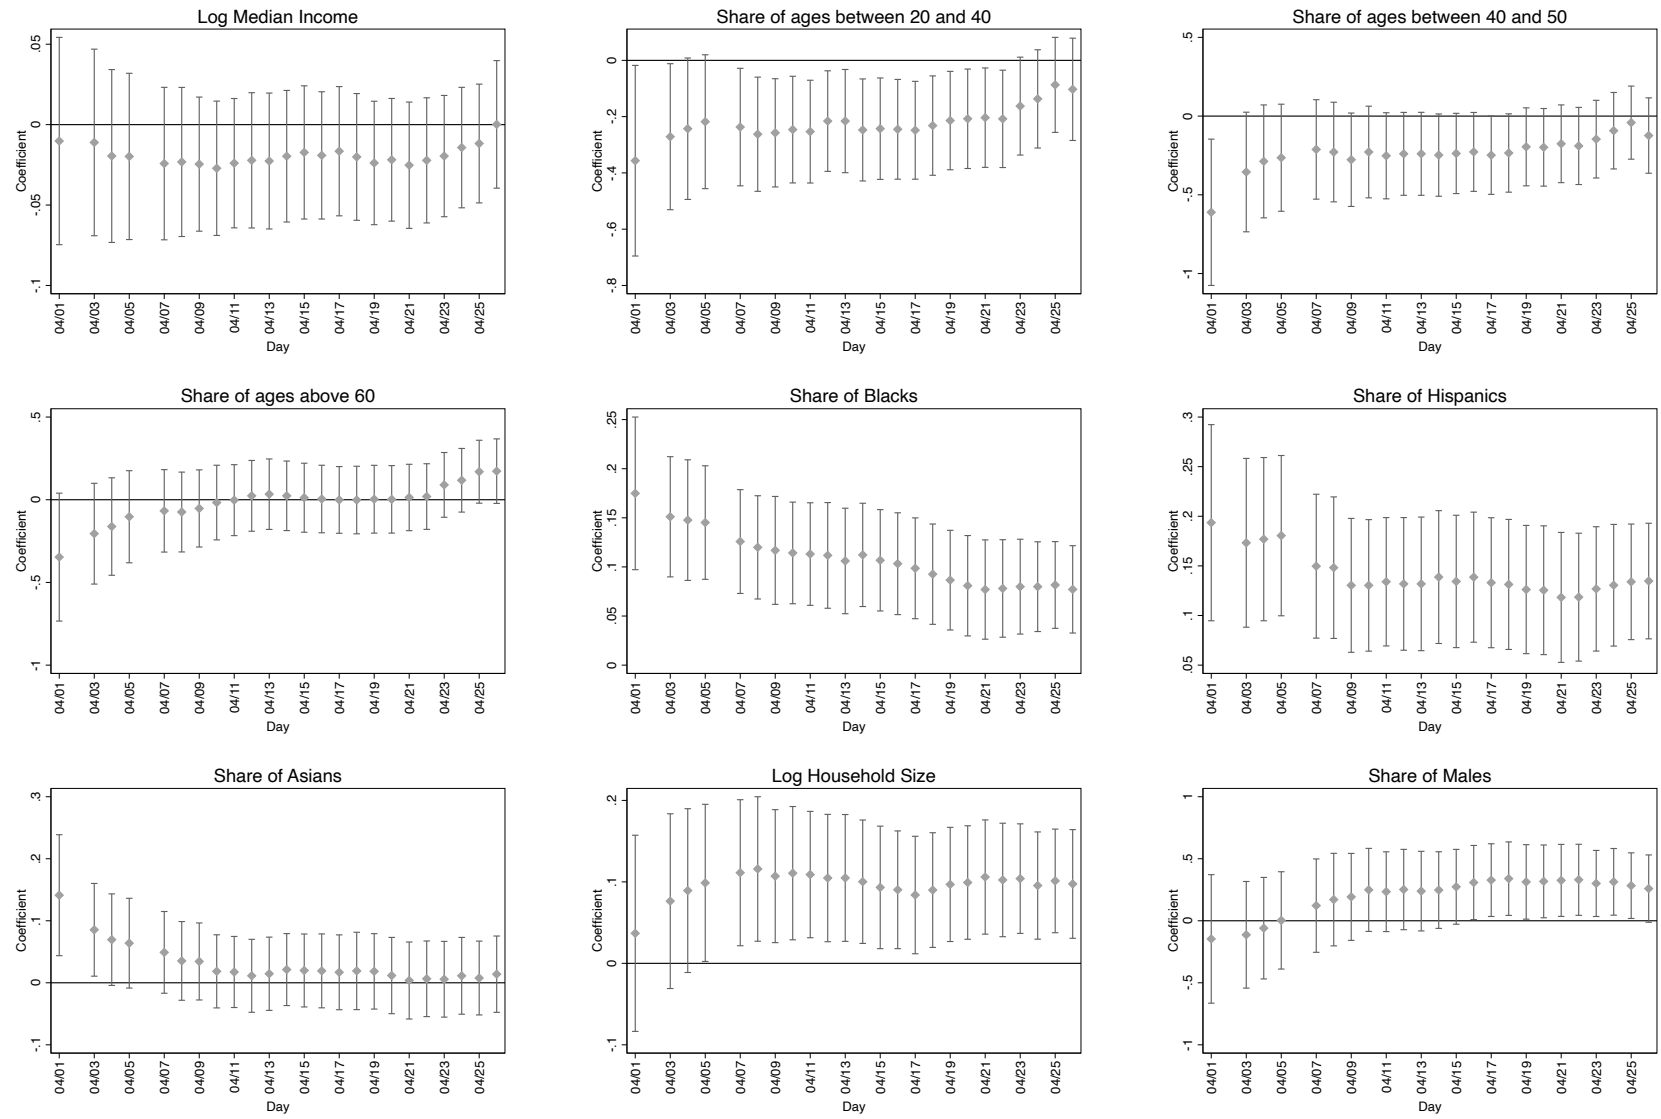 Log Median Income
Coefficient
.05
0
-.05
-.1
04/01 04/03 04/05 04/07 04/09 04/11 04/13 04/15 04/17 04/19 04/21 04/23 04/25
Day
Share of ages between 20 and 40
Coefficient
0
-.2
-.4
-.6
-.8
04/01 04/03 04/05 04/07 04/09 04/11 04/13 04/15 04/17 04/19 04/21 04/23 04/25
Day
Share of ages between 40 and 50
Coefficient
.5
0
-.5
-1
04/01 04/03 04/05 04/07 04/09 04/11 04/13 04/15 04/17 04/19 04/21 04/23 04/25
Day
Share of ages above 60
Coefficient
.5
0
-.5
-1
04/01 04/03 04/05 04/07 04/09 04/11 04/13 04/15 04/17 04/19 04/21 04/23 04/25
Day
Share of Blacks
Coefficient
.25
.2
.15
.1
.05
0
04/01 04/03 04/05 04/07 04/09 04/11 04/13 04/15 04/17 04/19 04/21 04/23 04/25
Day
Share of Hispanics
Coefficient
.3
.25
.2
.15
.1
.05
04/01 04/03 04/05 04/07 04/09 04/11 04/13 04/15 04/17 04/19 04/21 04/23 04/25
Day
Share of Asians
Coefficient
.3
.2
.1
0
-.1
04/01 04/03 04/05 04/07 04/09 04/11 04/13 04/15 04/17 04/19 04/21 04/23 04/25
Day
Log Household Size
Coefficient
.2
.1
0
-.1
04/01 04/03 04/05 04/07 04/09 04/11 04/13 04/15 04/17 04/19 04/21 04/23 04/25
Day
Share of Males
Coefficient
1
.5
0
-.5
-1
04/01 04/03 04/05 04/07 04/09 04/11 04/13 04/15 04/17 04/19 04/21 04/23 04/25
Day